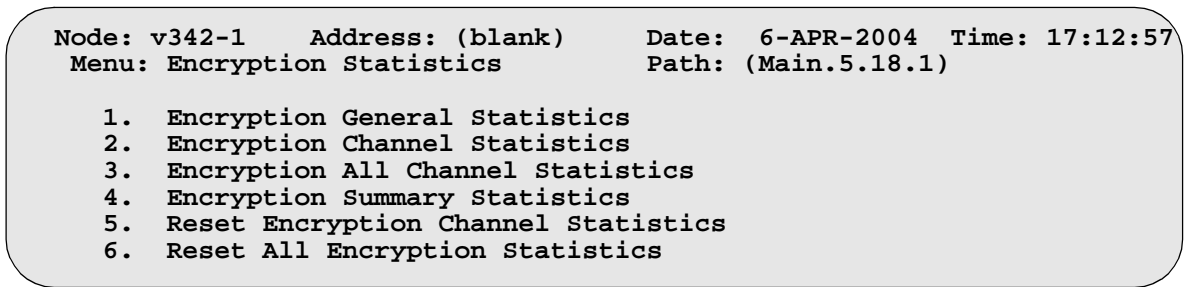 Node: v342-1 Address: (blank) Date: 6-APR-2004 Time: 17:12:57
Menu: Encryption Statistics Path: (Main.5.18.1)
1. Encryption General Statistics
2. Encryption Channel Statistics
3. Encryption All Channel Statistics
4. Encryption Summary Statistics
5. Reset Encryption Channel Statistics
6. Reset All Encryption Statistics